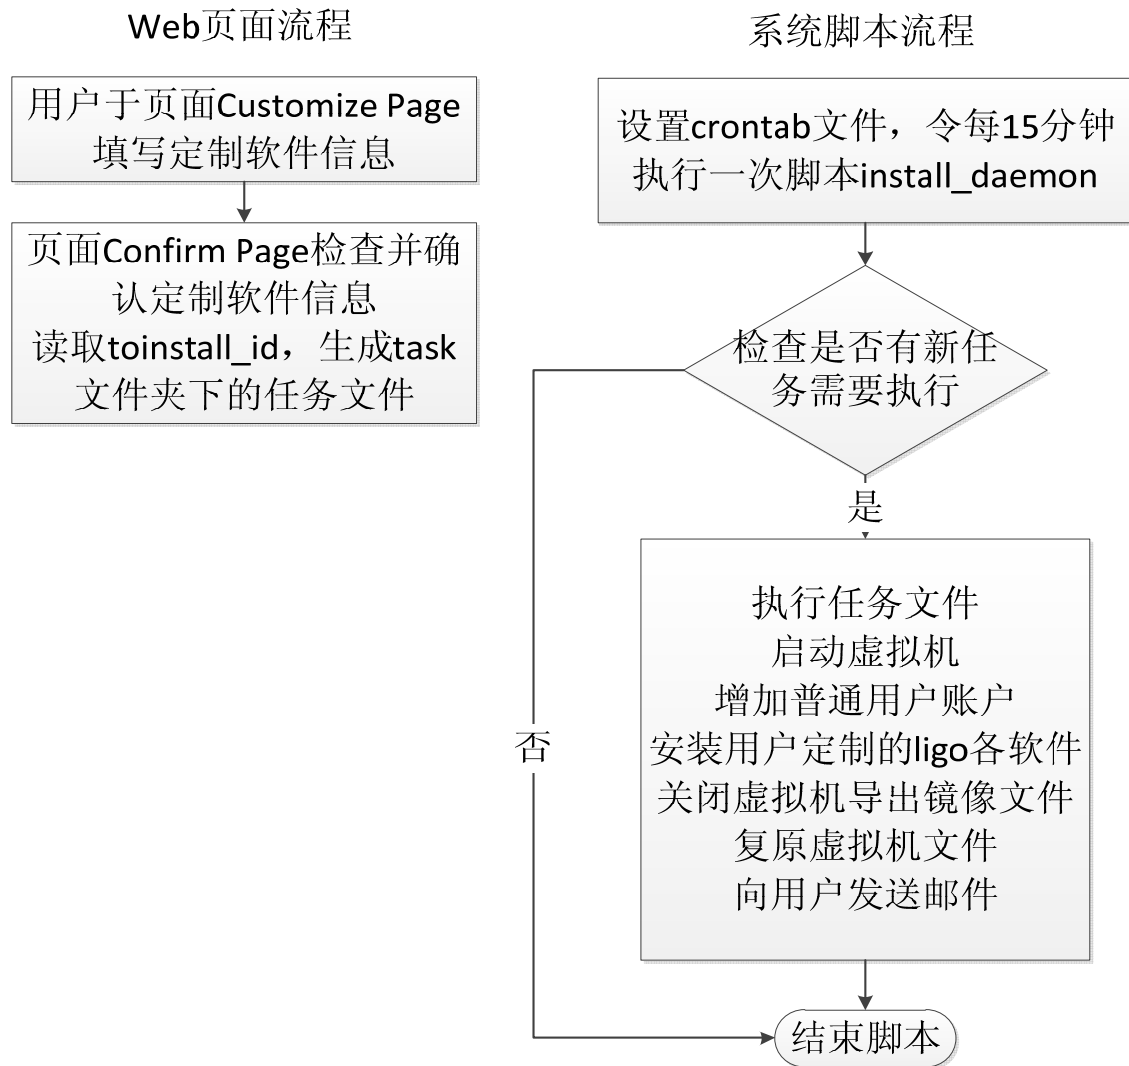 Web页面流程
用户于页面Customize Page
填写定制软件信息
页面Confirm Page检查并确
认定制软件信息
读取toinstall_id，生成task
文件夹下的任务文件
系统脚本流程
设置crontab文件，令每15分钟
执行一次脚本install_daemon
检查是否有新任
务需要执行
是
执行任务文件
启动虚拟机
增加普通用户账户
安装用户定制的ligo各软件
关闭虚拟机导出镜像文件
复原虚拟机文件
向用户发送邮件
否
结束脚本